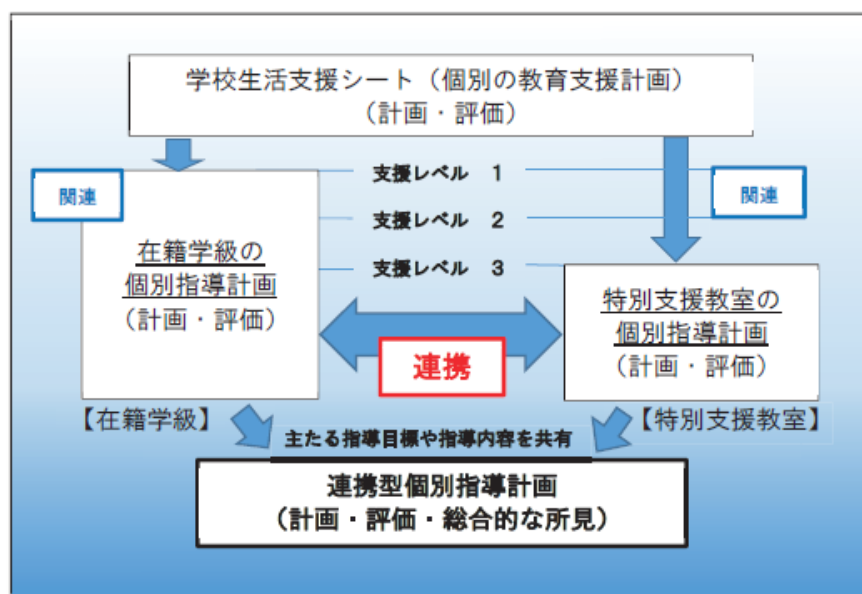 学校生活支援シート（個別の教育支援計画）
（計画・評価）
支援レベル　1
関連
関連
支援レベル　2
在籍学級の
個別指導計画
（計画・評価）
支援レベル　3
特別支援教室の
個別指導計画
（計画・評価）
連携
【在籍学級】
【特別支援教室】
主たる指導目標や指導内容を共有
連携型個別指導計画
（計画・評価・総合的な所見）